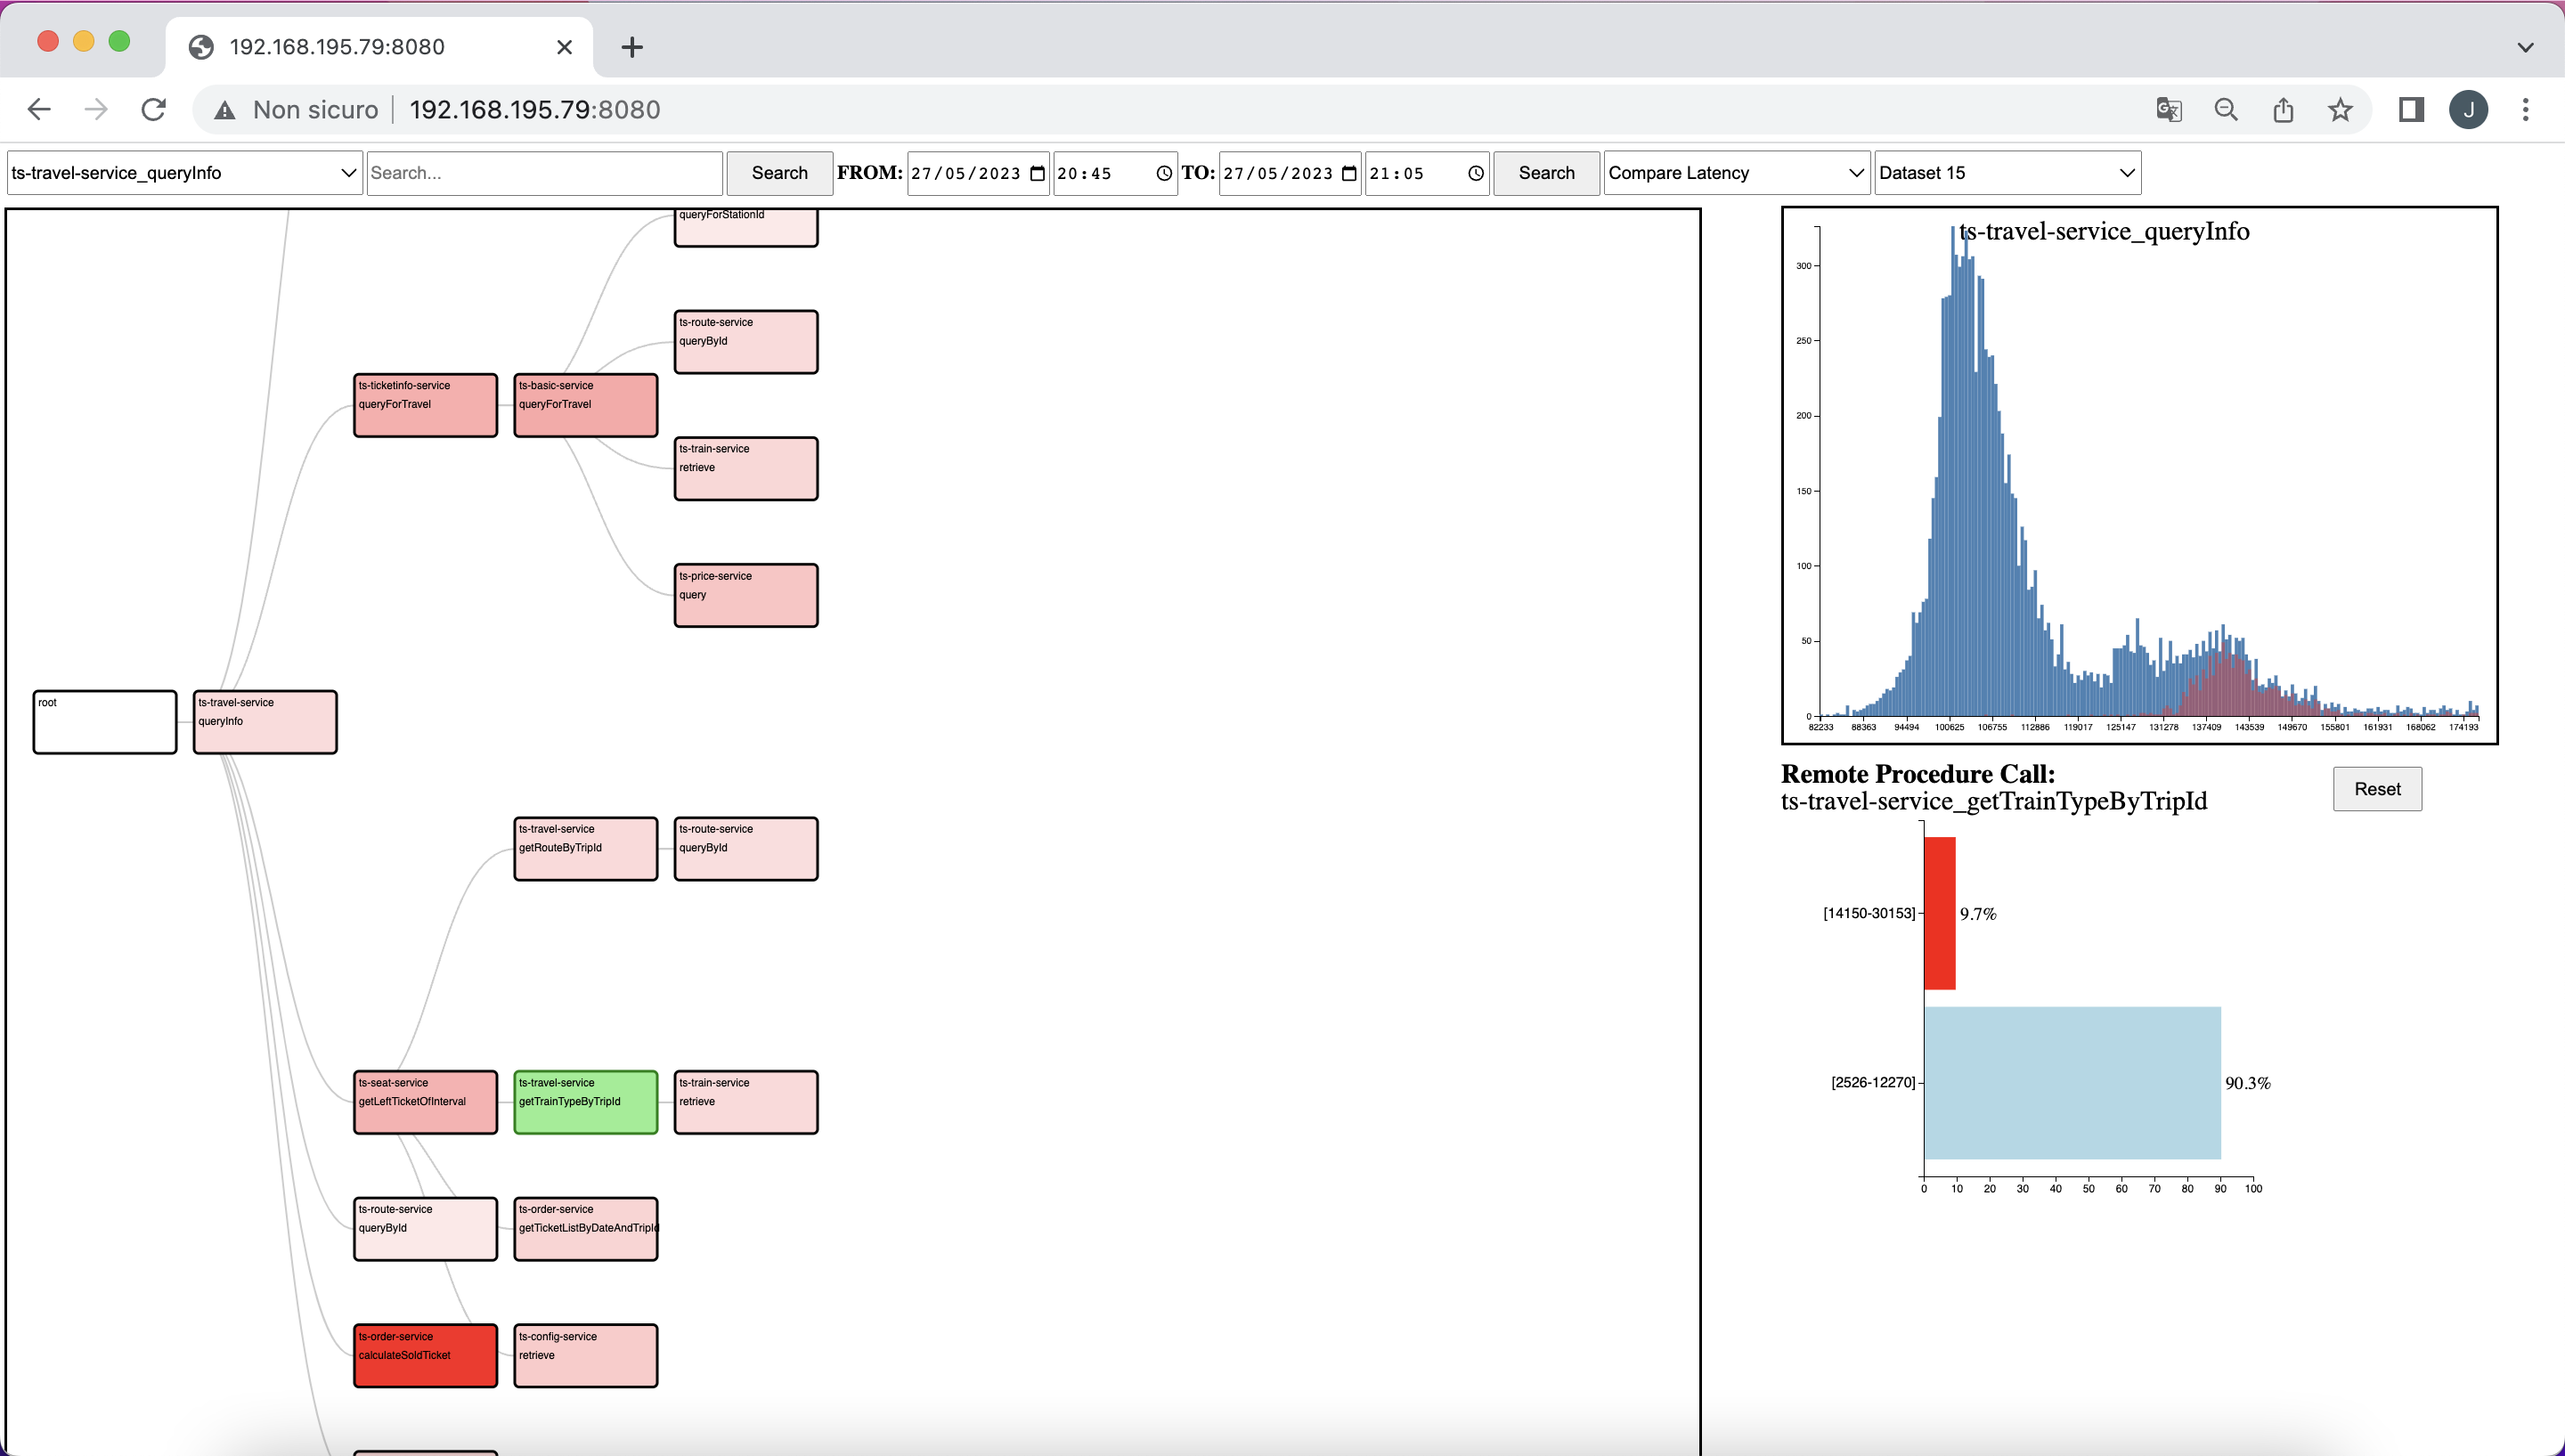 192.168.195.79:8080
Non sicuro
192.168.195.79:8080
J
ts-travel-service_queryInfo
Search...
Search
FROM:
27/05/2023
20:45
TO:
27/05/2023
21:05
Search
Compare Latency
Dataset 15
queryForStationId
ts-route-service
queryById
ts-ticketinfo-service
queryForTravel
ts-basic-service
queryForTravel
ts-train-service
retrieve
ts-price-service
query
root
ts-travel-service
queryInfo
ts-travel-service
getRouteByTripId
ts-route-service
queryById
ts-seat-service
getLeftTicketOfInterval
ts-travel-service
getTrainTypeByTripId
ts-train-service
retrieve
ts-route-service
queryById
ts-order-service
getTicketListByDateAndTripId
ts-order-service
calculateSoldTicket
ts-config-service
retrieve
ts-travel-service_queryInfo
300
250
200
150
100
50
0
82233 88363 94494 100625 106755 112886 119017 125147 131278 137409 143539 149670 155801 161931 168062 174193
Remote Procedure Call:
ts-travel-service_getTrainTypeByTripId
Reset
[14150-30153]
9.7%
[2526-12270]
90.3%
0 10 20 30 40 50 60 70 80 90 100